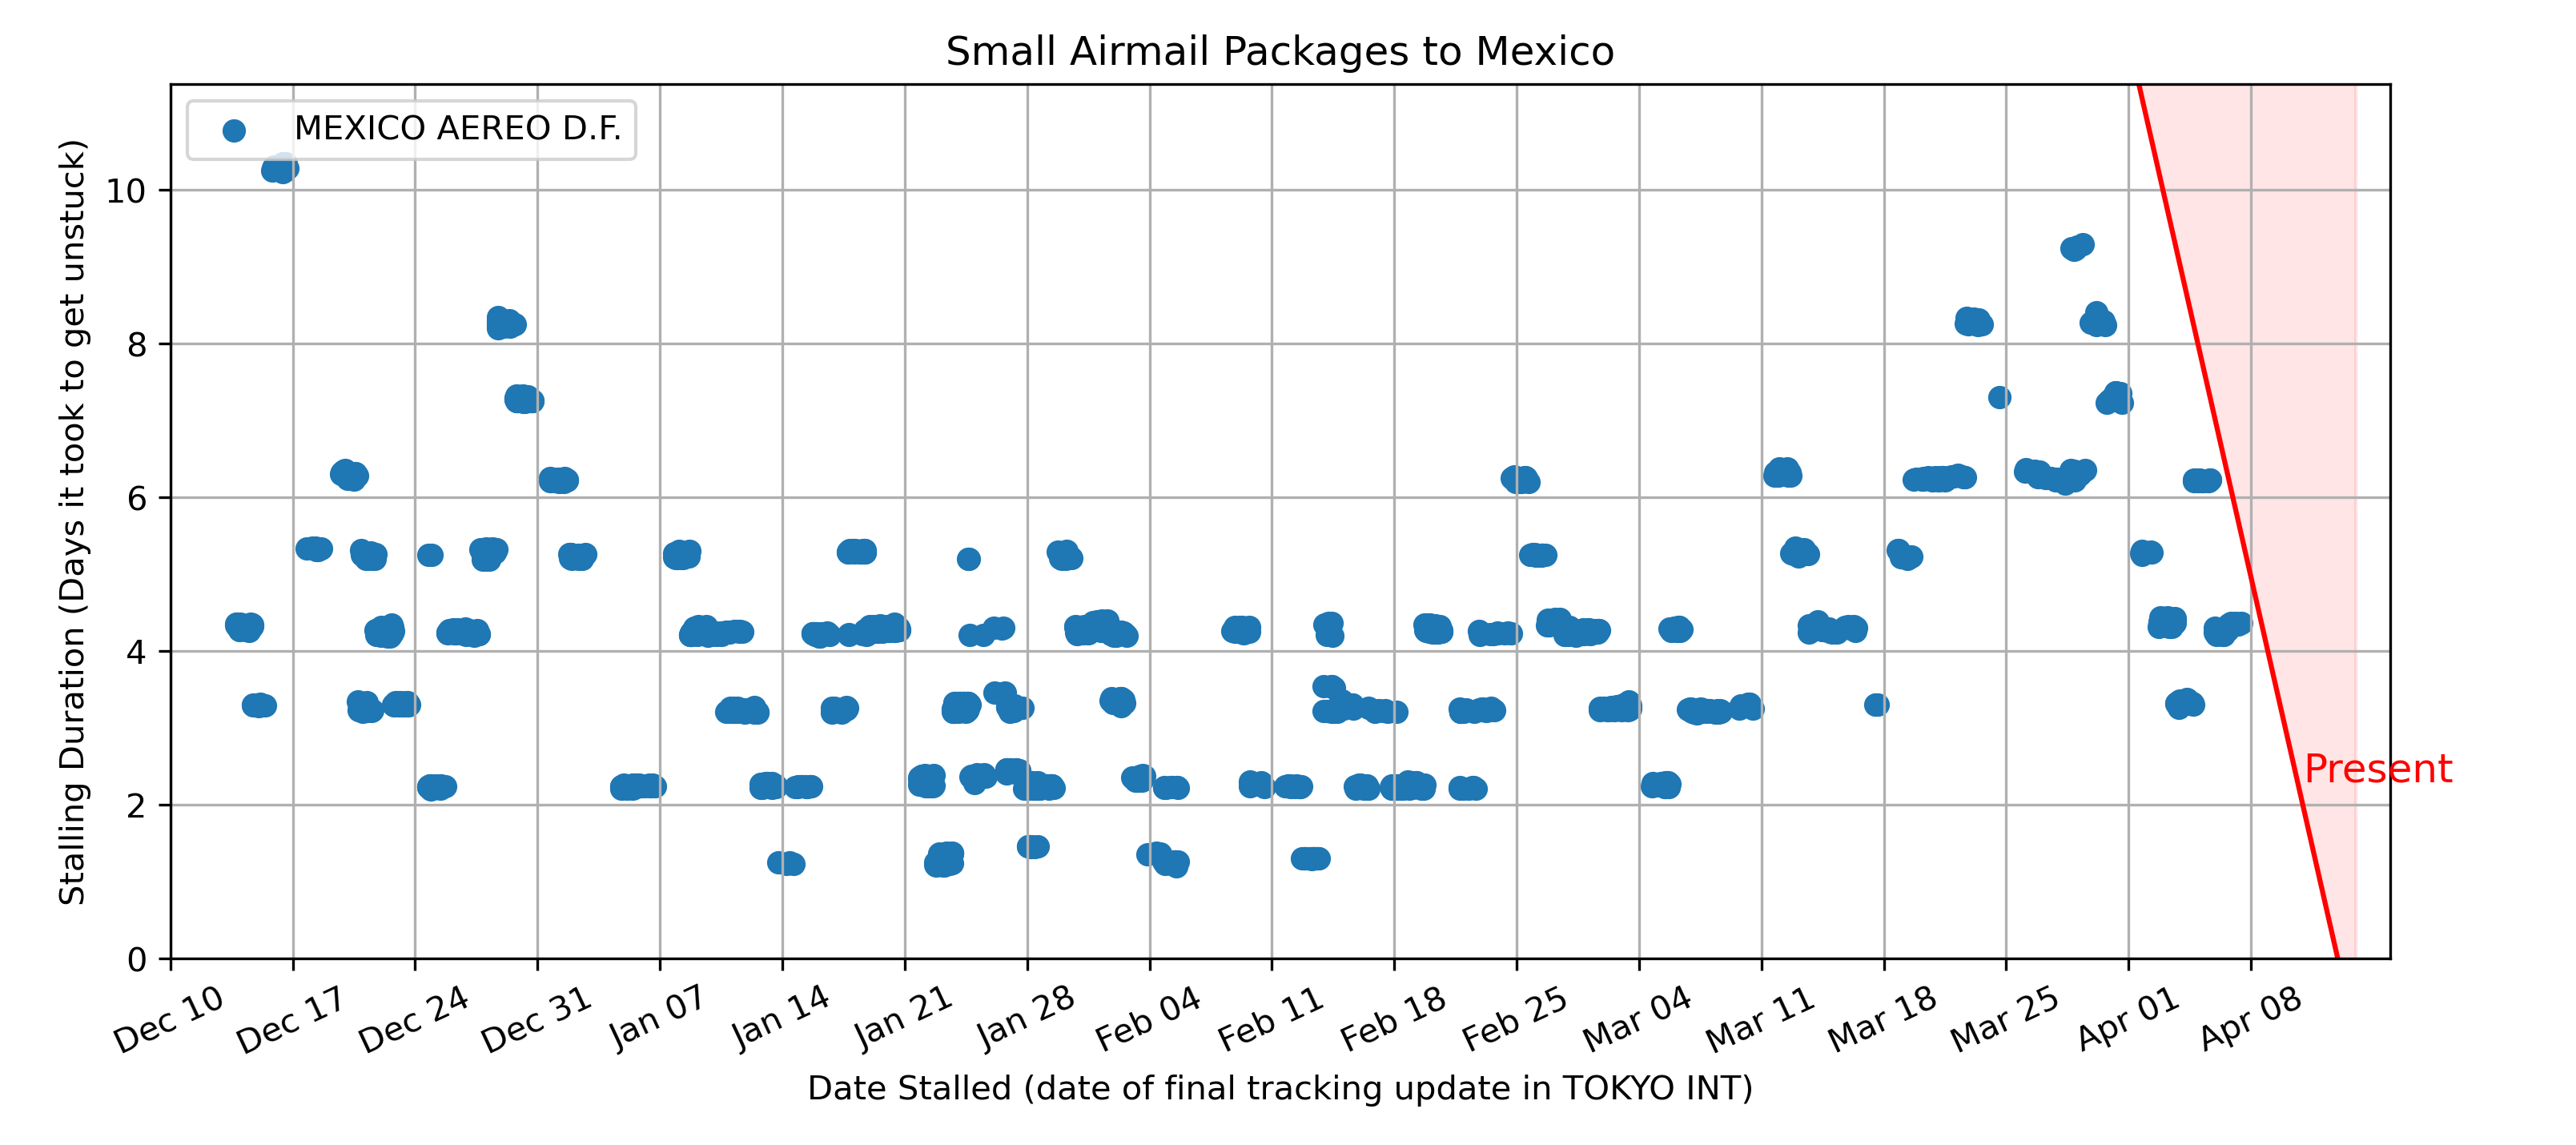 Small Airmail Packages to Mexico
MEXICO AEREO D.F.
Stalling Duration (Days it took to get unstuck)
10
8
6
4
2
0
Present
Dec 10
Dec 17
Dec 24
Dec 31
Jan 07
Jan 14
Jan 21
Jan 28
Feb 04
Feb 11
Feb 18
Feb 25
Mar 04
Mar 11
Mar 18
Mar 25
Apr 01
Apr 08
Date Stalled (date of final tracking update in TOKYO INT)